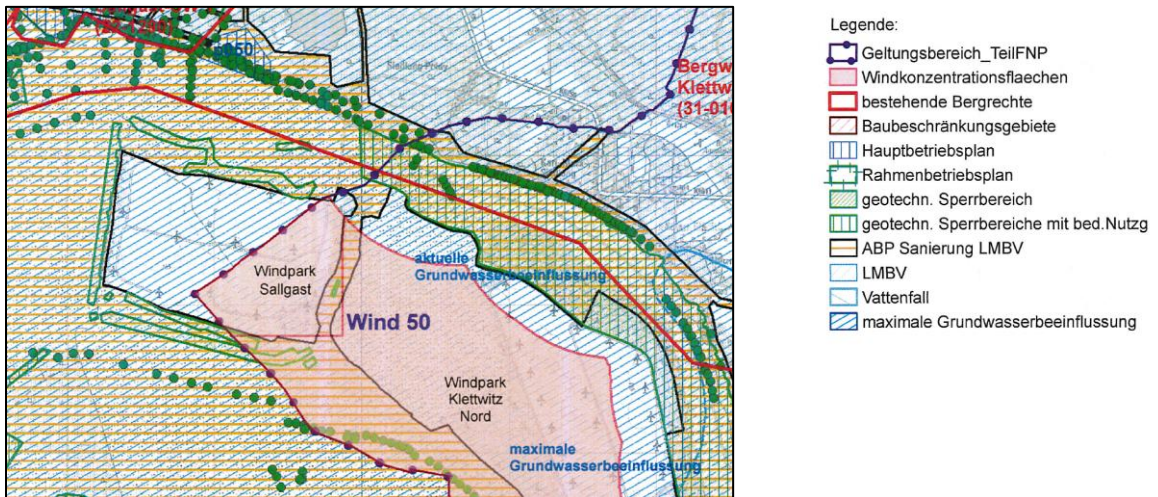 Bergw
Klettw
(31-010
Windpark
Sallgast
aktuelle
Grundwasserbeeinflussung
Wind 50
Windpark
Klettwitz
Nord
maximale
Grundwasserbeeinflussung
Legende:
Geltungsbereich_TeilFNP
Windkonzentrationsflaechen
bestehende Bergrechte
Baubeschränkungsgebiete
Hauptbetriebsplan
Rahmenbetriebsplan
geotechn. Sperrbereich
geotechn. Sperrbereiche mit bed.Nutzg
ABP Sanierung LMBV
LMBV
Vattenfall
maximale Grundwasserbeeinflussung